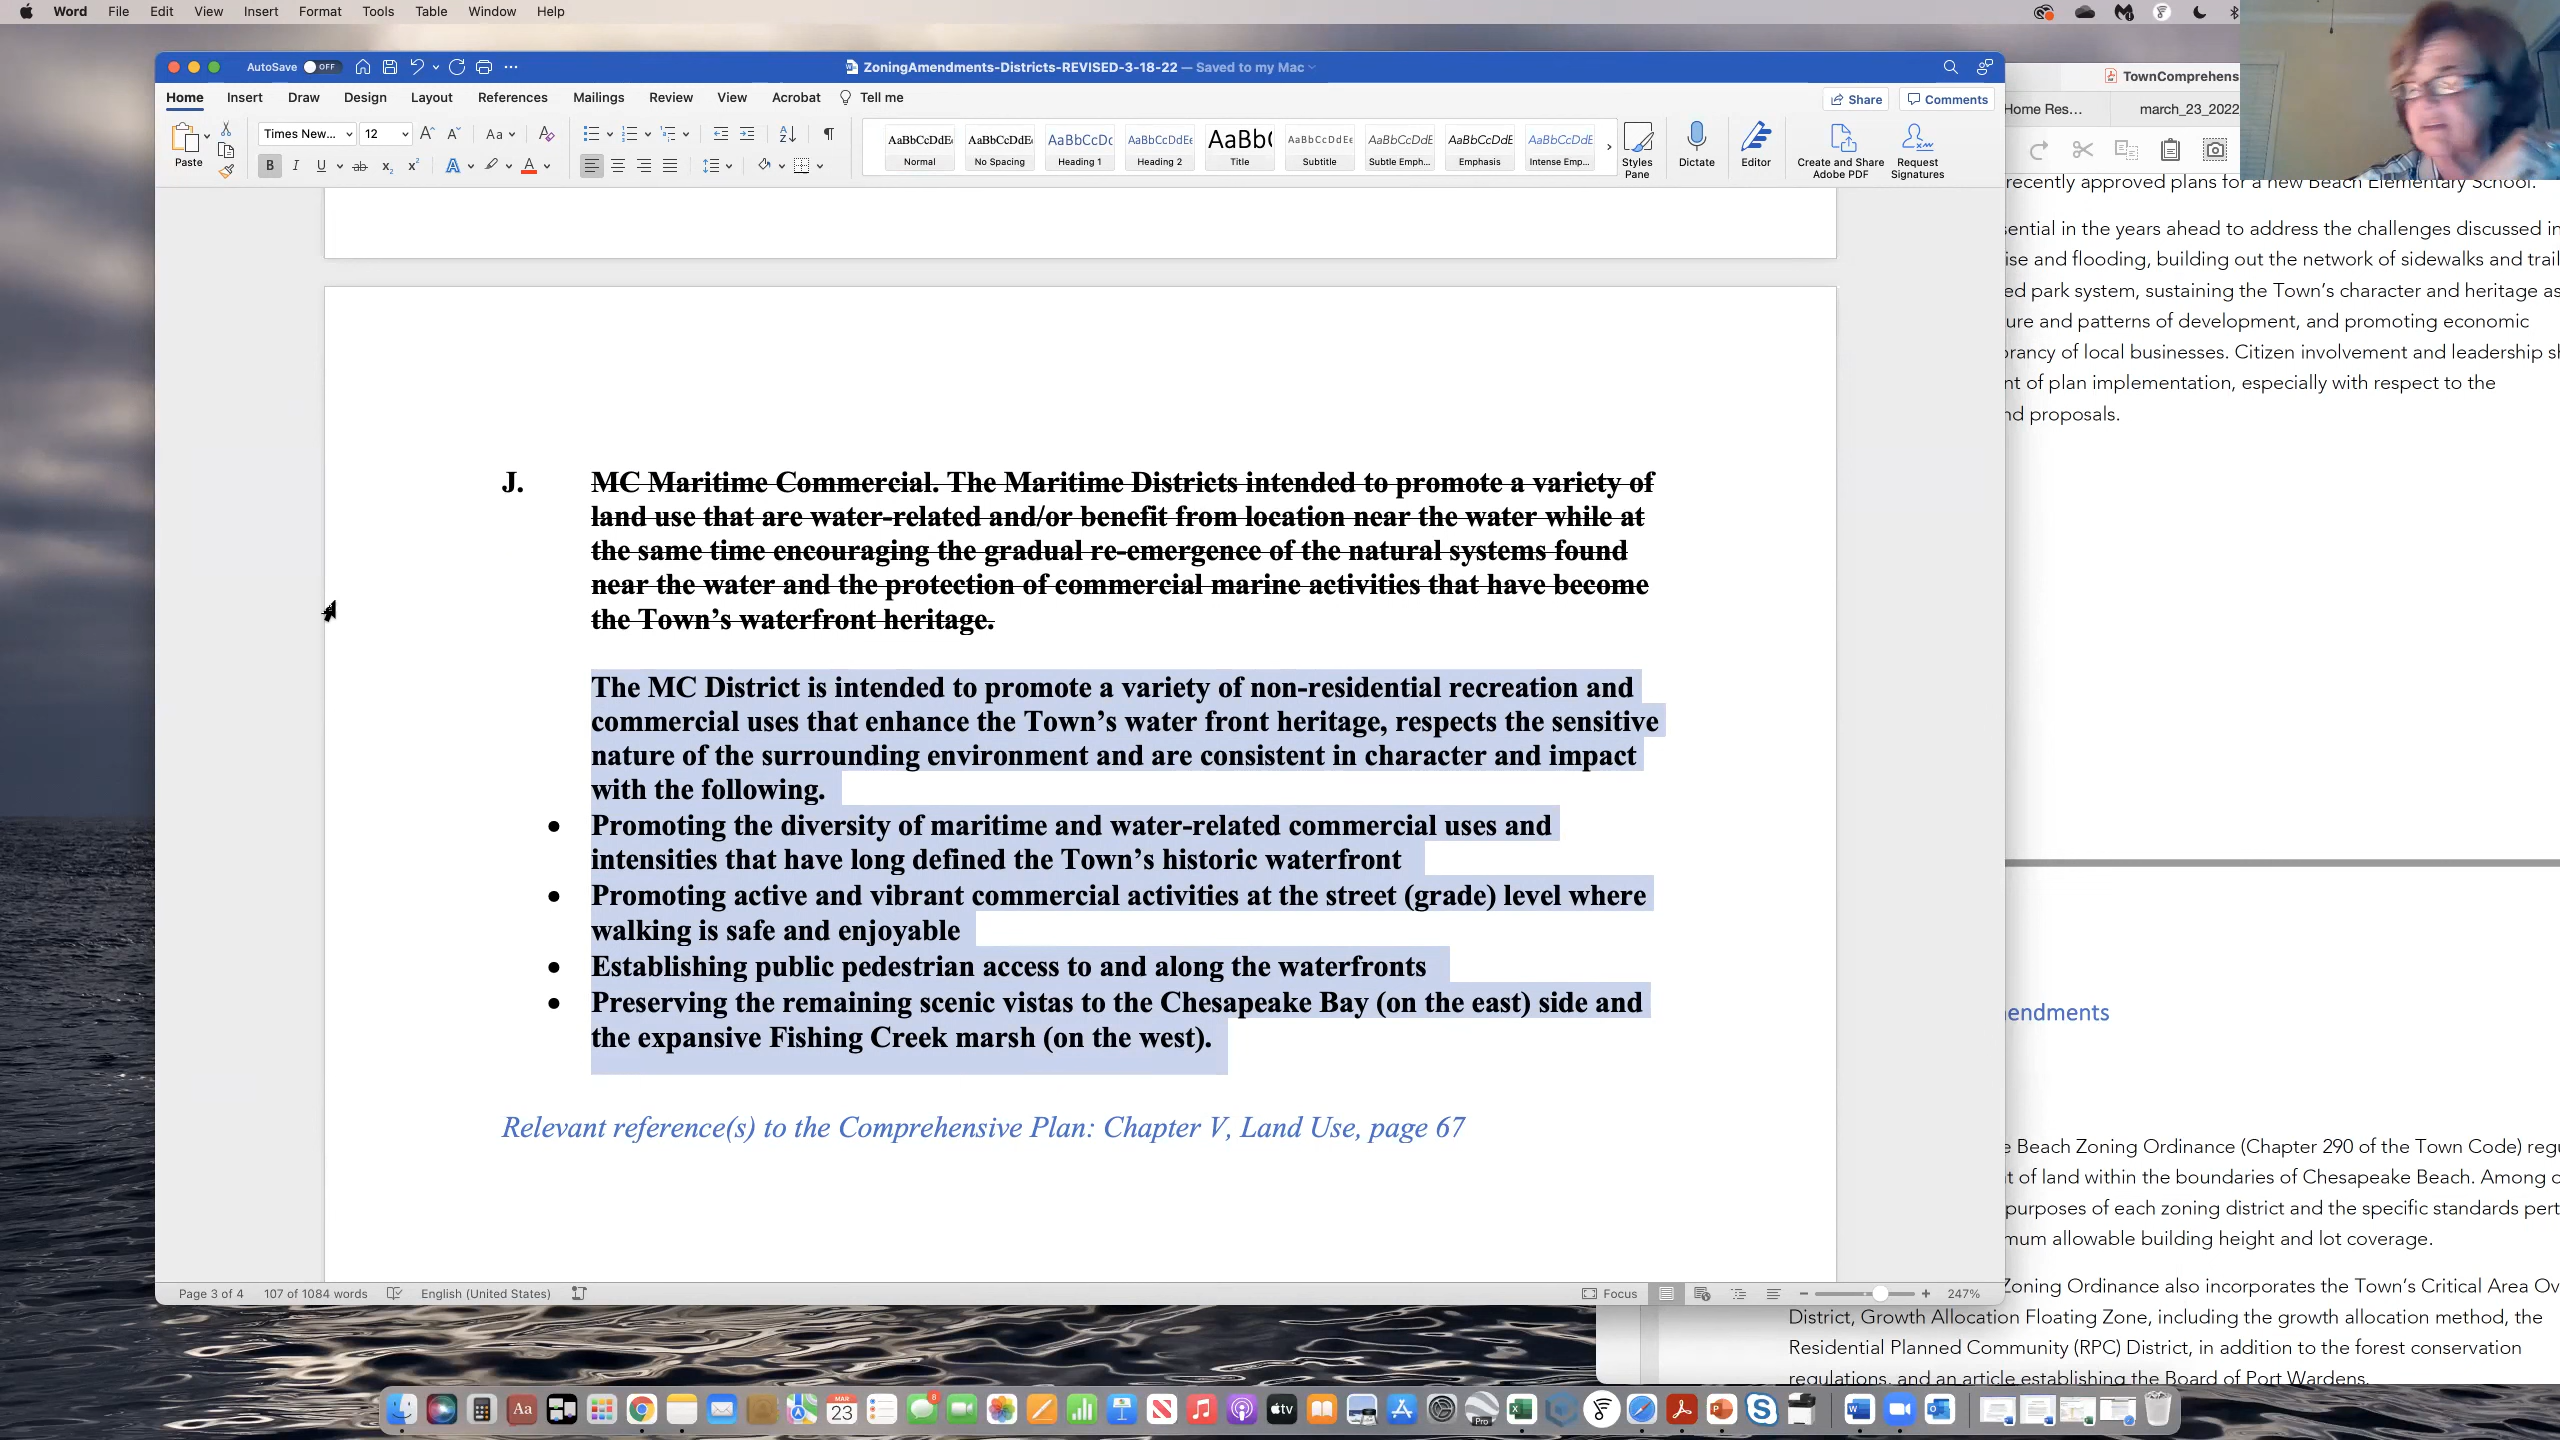 Word File Edit View Insert Format Tools Table Window Help
AutoSave OFF ZoningAmendments-Districts-REVISED-3-18-22 — Saved to my Mac
Home Insert Draw Design Layout References Mailings Review View Acrobat Tell me Share Comments
Paste Times New... 12 Aa
AaBbCcDdEe AaBbCcDdEe AaBbCcDc AaBbCcDdEe AaBb( AaBbCcDdEe AaBbCcDdE AaBbCcDdE AaBbCcDdE
Normal No Spacing Heading 1 Heading 2 Title Subtitle Subtle Emph... Emphasis Intense Emp...
Styles Pane
Dictate
Editor
Create and Share Adobe PDF
Request Signatures
J. MC Maritime Commercial. The Maritime Districts intended to promote a variety of
land use that are water-related and/or benefit from location near the water while at
the same time encouraging the gradual re-emergence of the natural systems found
near the water and the protection of commercial marine activities that have become
the Town’s waterfront heritage.
The MC District is intended to promote a variety of non-residential recreation and
commercial uses that enhance the Town’s water front heritage, respects the sensitive
nature of the surrounding environment and are consistent in character and impact
with the following.
• Promoting the diversity of maritime and water-related commercial uses and
intensities that have long defined the Town’s historic waterfront
• Promoting active and vibrant commercial activities at the street (grade) level where
walking is safe and enjoyable
• Establishing public pedestrian access to and along the waterfronts
• Preserving the remaining scenic vistas to the Chesapeake Bay (on the east) side and
the expansive Fishing Creek marsh (on the west).
Relevant reference(s) to the Comprehensive Plan: Chapter V, Land Use, page 67
Page 3 of 4 107 of 1084 words English (United States) Focus 247%
TownComprehens
Home Res... march_23_2022
recently approved plans for a new Beach Elementary School.
ential in the years ahead to address the challenges discussed in
ise and flooding, building out the network of sidewalks and trail
ed park system, sustaining the Town’s character and heritage as
ure and patterns of development, and promoting economic
brancy of local businesses. Citizen involvement and leadership sh
nt of plan implementation, especially with respect to the
nd proposals.
endments
e Beach Zoning Ordinance (Chapter 290 of the Town Code) regu
t of land within the boundaries of Chesapeake Beach. Among o
purposes of each zoning district and the specific standards pert
mum allowable building height and lot coverage.
Zoning Ordinance also incorporates the Town’s Critical Area Ov
District, Growth Allocation Floating Zone, including the growth allocation method, the
Residential Planned Community (RPC) District, in addition to the forest conservation
regulations, and an article establishing the Board of Port Wardens.
MAR 23 8 tv Pro